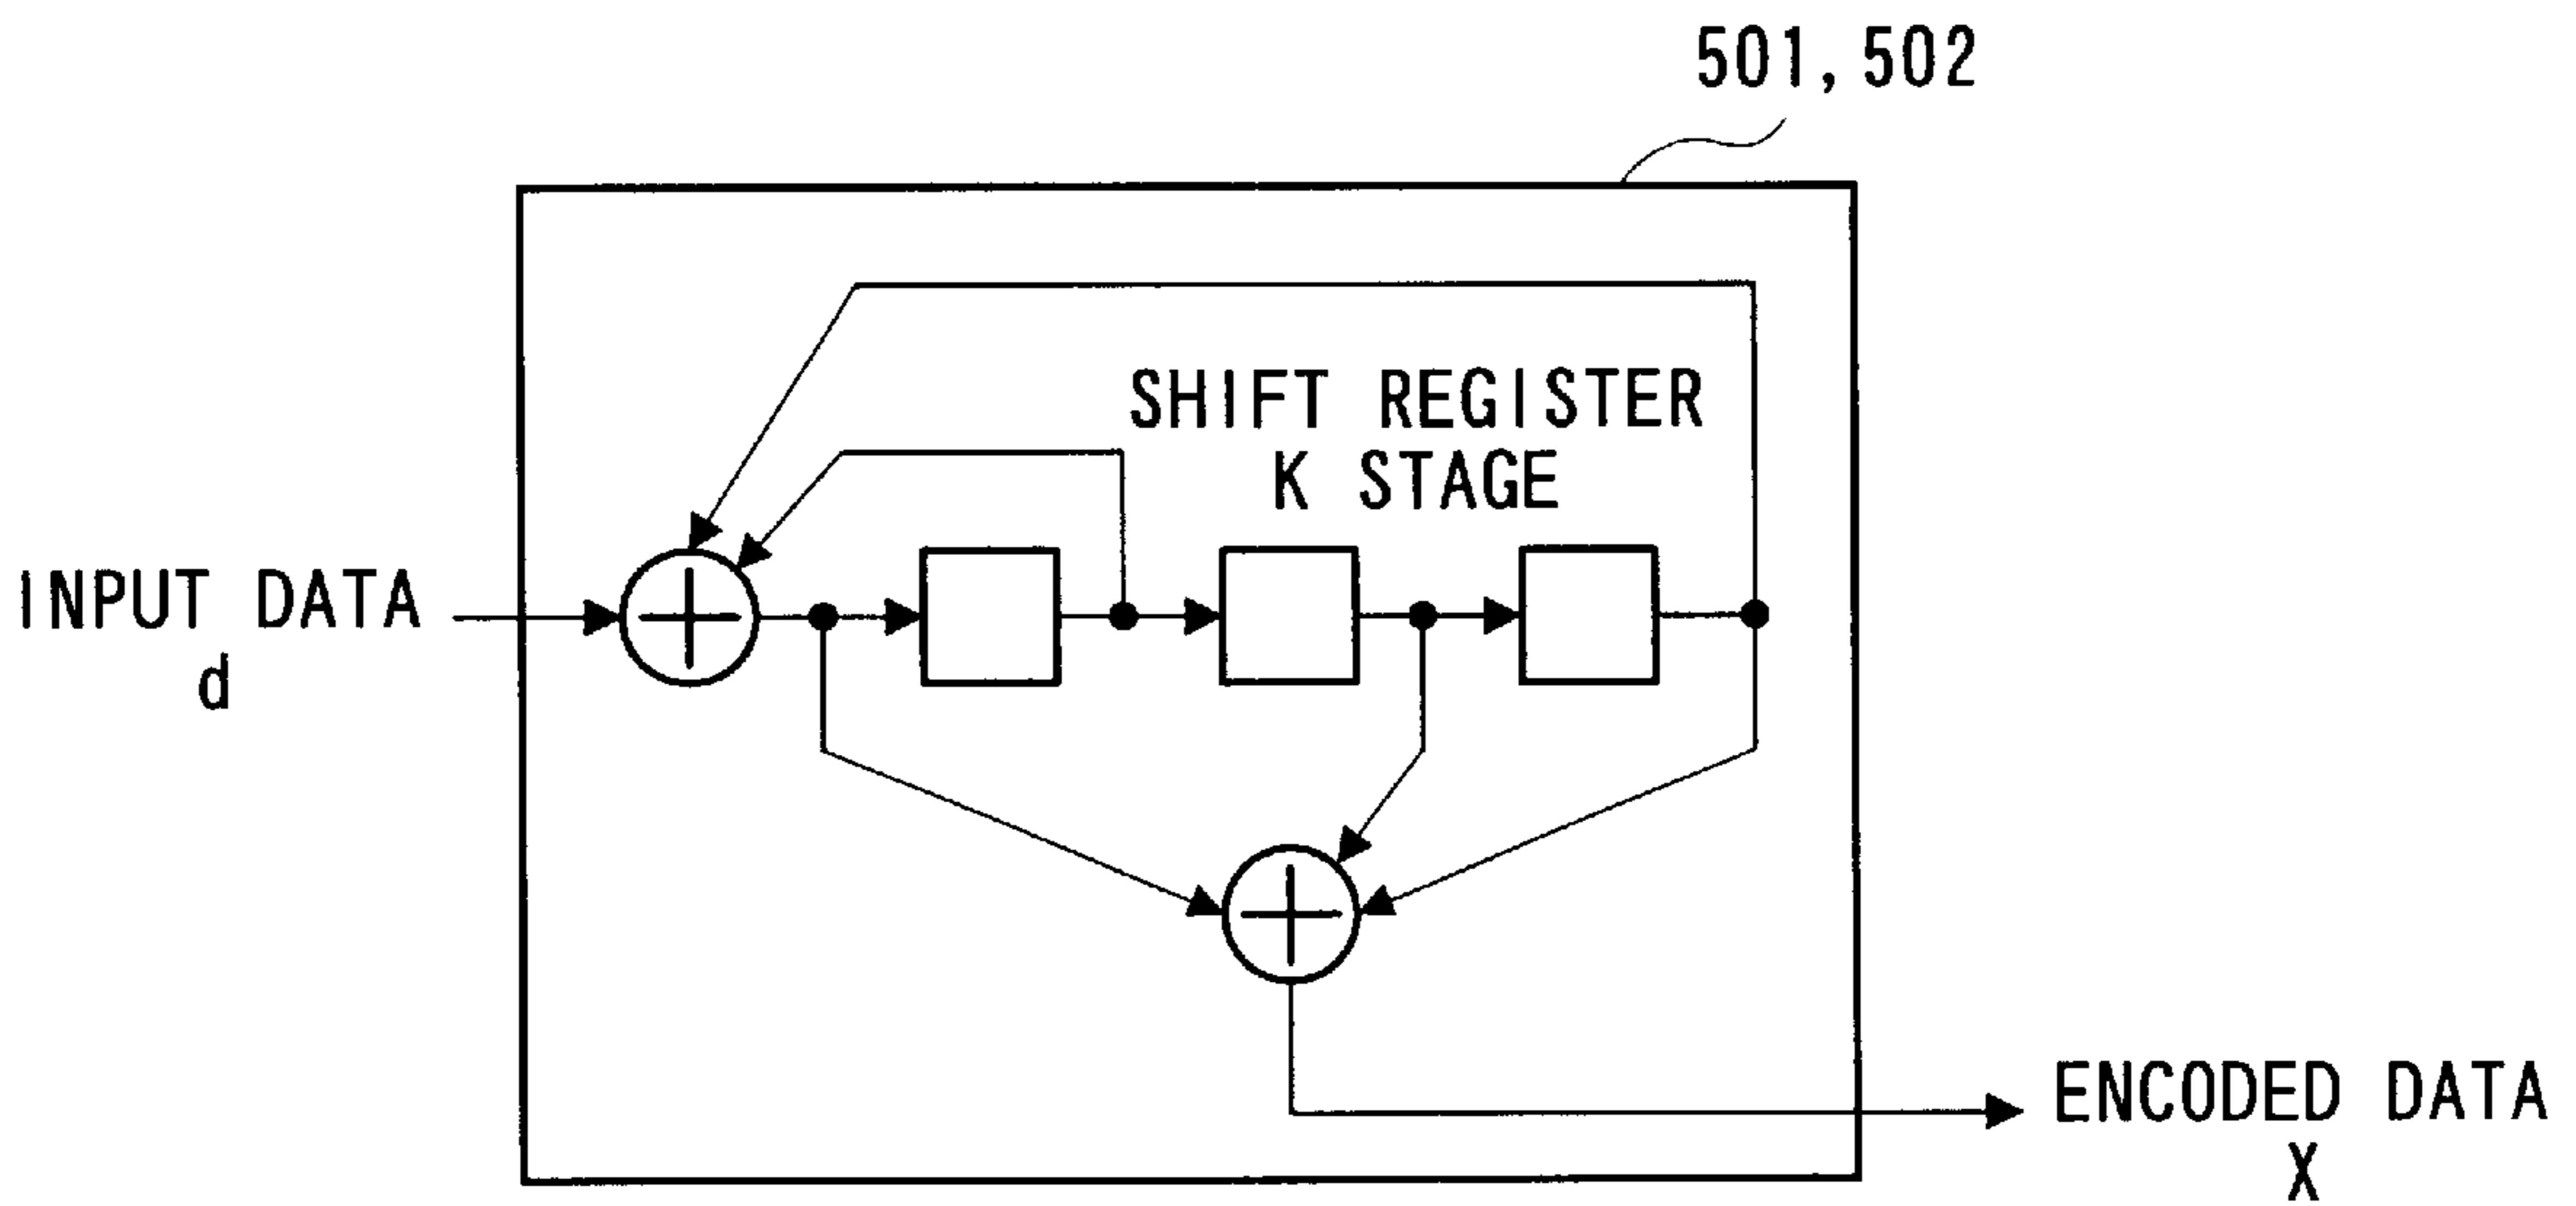 501, 502
SHIFT REGISTER
K STAGE
INPUT DATA
d
ENCODED DATA
X